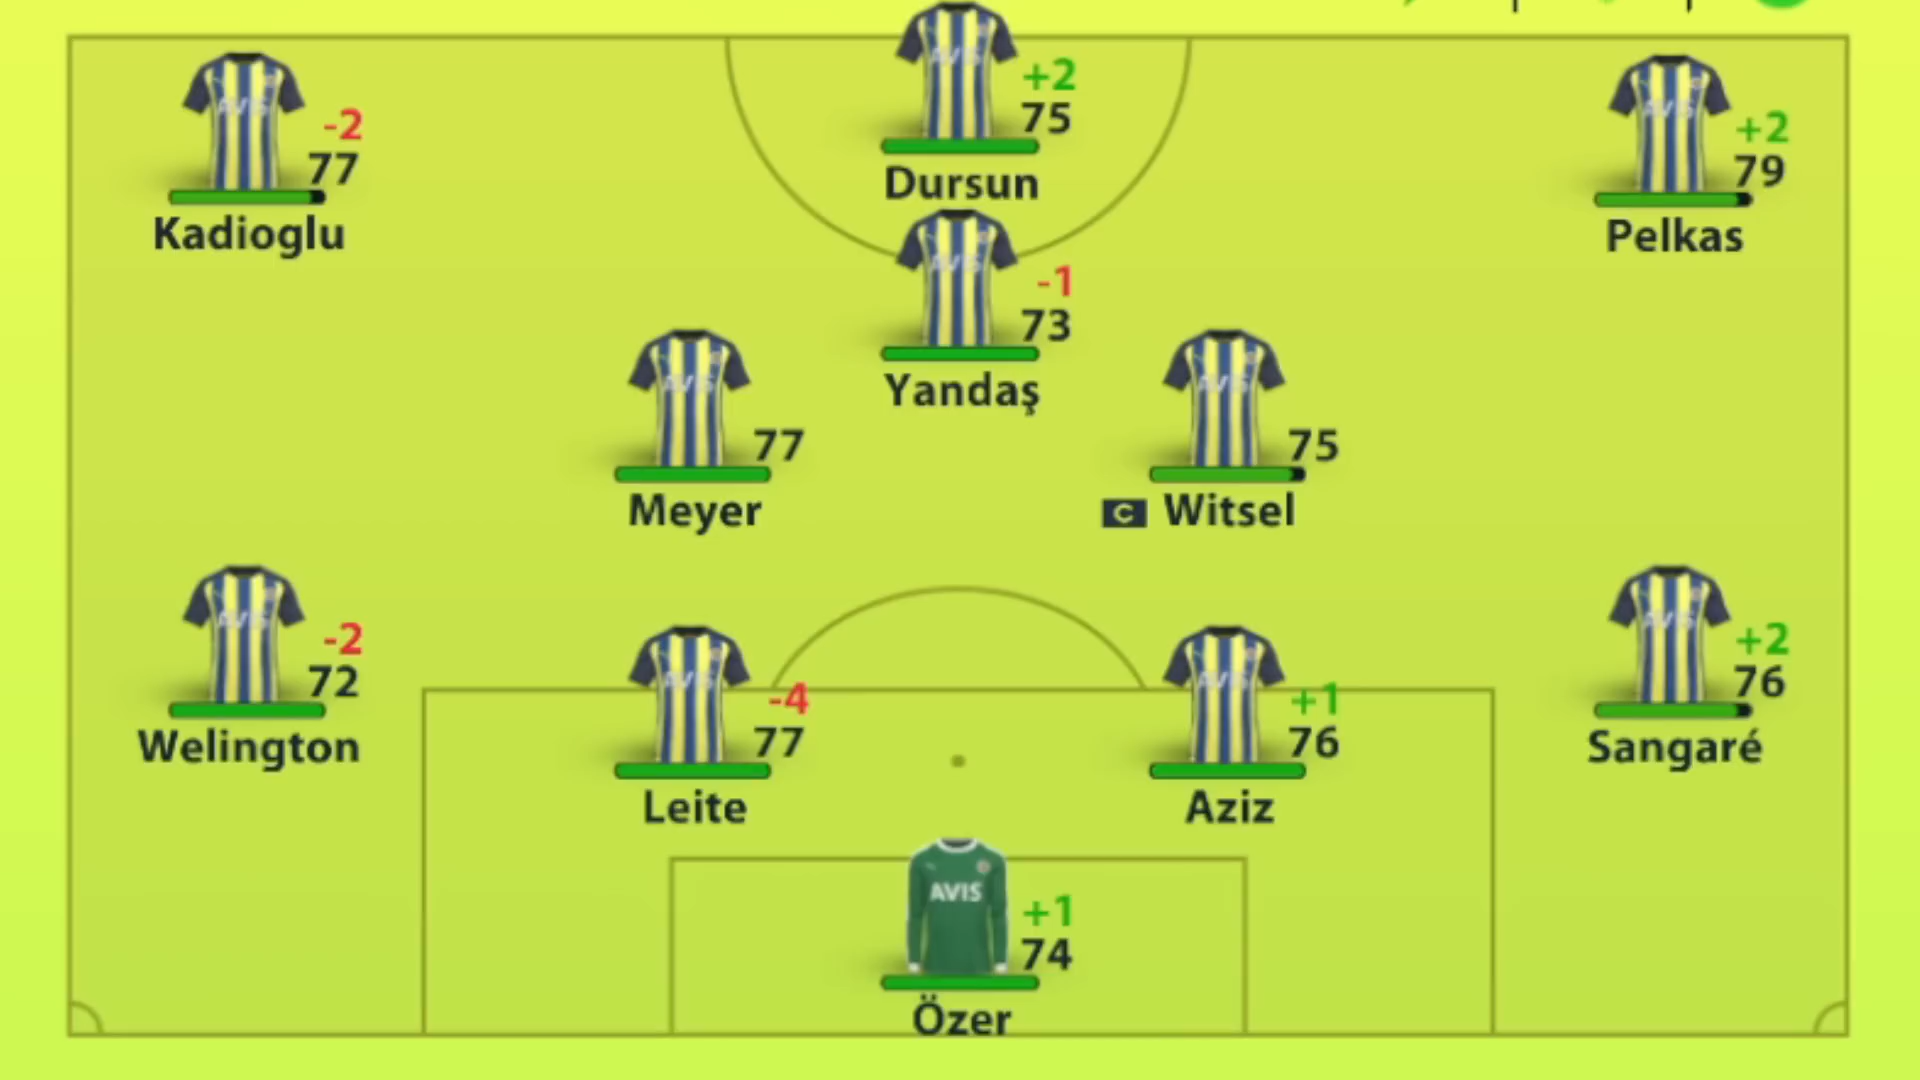 +2
75
Dursun
-2
77
Kadioglu
+2
79
Pelkas
-1
73
Yandaş
77
Meyer
75
C Witsel
-2
72
Welington
-4
77
Leite
+1
76
Aziz
+2
76
Sangaré
AVIS
+1
74
Özer